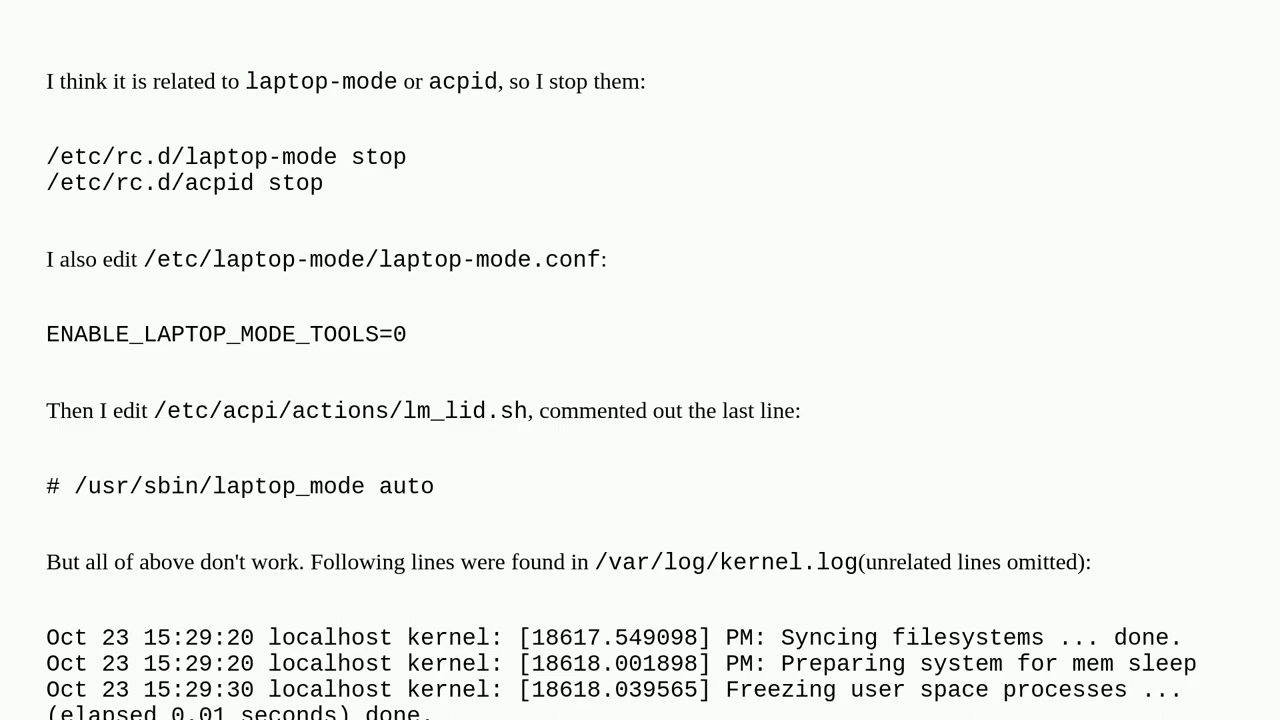 I think it is related to laptop-mode or acpid, so I stop them:
/etc/rc.d/laptop-mode stop
/etc/rc.d/acpid stop
I also edit /etc/laptop-mode/laptop-mode.conf:
ENABLE_LAPTOP_MODE_TOOLS=0
Then I edit /etc/acpi/actions/lm_lid.sh, commented out the last line:
# /usr/sbin/laptop_mode auto
But all of above don't work. Following lines were found in /var/log/kernel.log(unrelated lines omitted):
Oct 23 15:29:20 localhost kernel: [18617.549098] PM: Syncing filesystems ... done.
Oct 23 15:29:20 localhost kernel: [18618.001898] PM: Preparing system for mem sleep
Oct 23 15:29:30 localhost kernel: [18618.039565] Freezing user space processes ...
(elapsed 0.01 seconds) done.